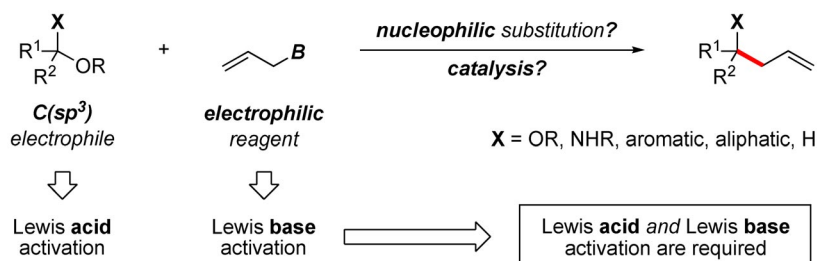 X
R¹
R²
OR
+
B
nucleophilic substitution?
catalysis?
X
R¹
R²
C(sp³)
electrophile
electrophilic
reagent
X = OR, NHR, aromatic, aliphatic, H
Lewis acid
activation
Lewis base
activation
Lewis acid and Lewis base
activation are required